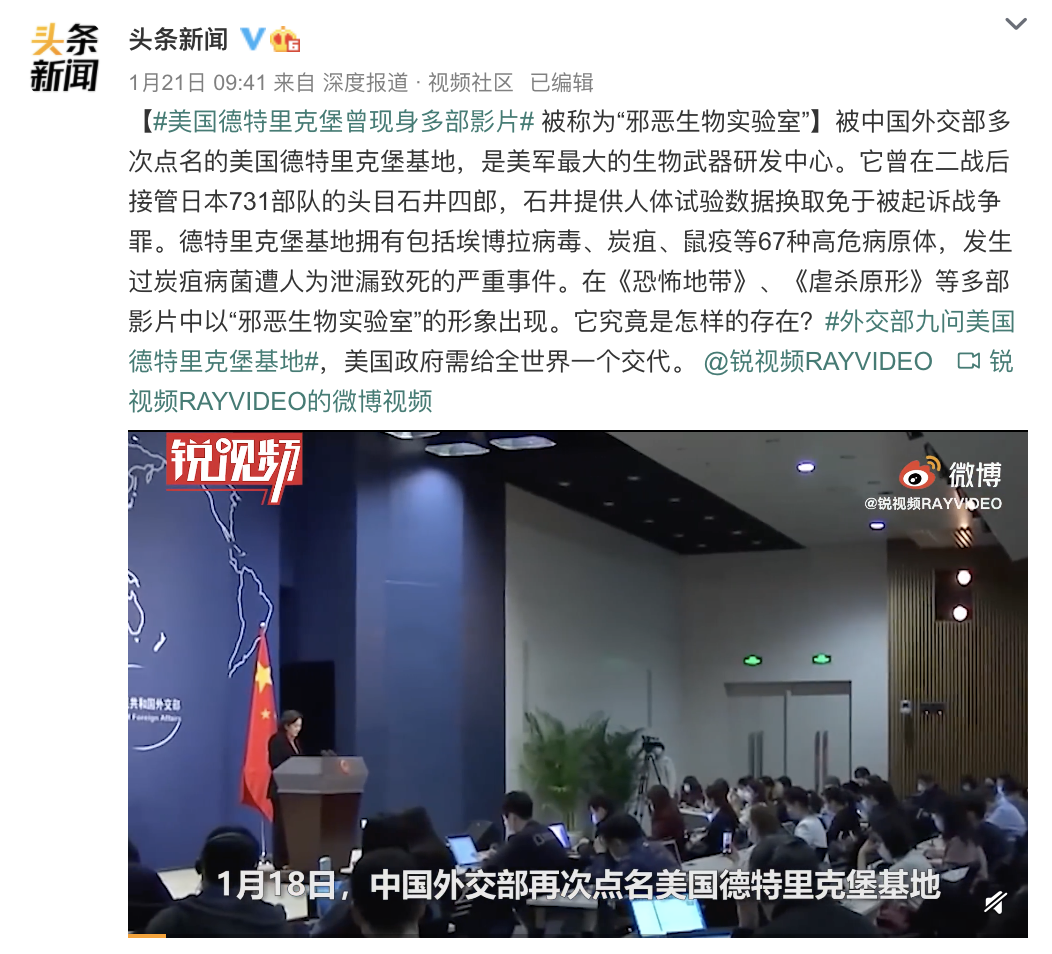 头条
新闻
头条新闻
1月21日 09:41 来自 深度报道 · 视频社区 已编辑
【#美国德特里克堡曾现身多部影片# 被称为“邪恶生物实验室”】被中国外交部多
次点名的美国德特里克堡基地，是美军最大的生物武器研发中心。它曾在二战后
接管日本731部队的头目石井四郎，石井提供人体试验数据换取免于被起诉战争
罪。德特里克堡基地拥有包括埃博拉病毒、炭疽、鼠疫等67种高危病原体，发生
过炭疽病菌遭人为泄漏致死的严重事件。在《恐怖地带》、《虐杀原形》等多部
影片中以“邪恶生物实验室”的形象出现。它究竟是怎样的存在？#外交部九问美国
德特里克堡基地#，美国政府需给全世界一个交代。 @锐视频RAYVIDEO 锐
视频RAYVIDEO的微博视频
锐视频
微博
@锐视频RAYVIDEO
共和国外交部
Foreign Affairs
1月18日，中国外交部再次点名美国德特里克堡基地